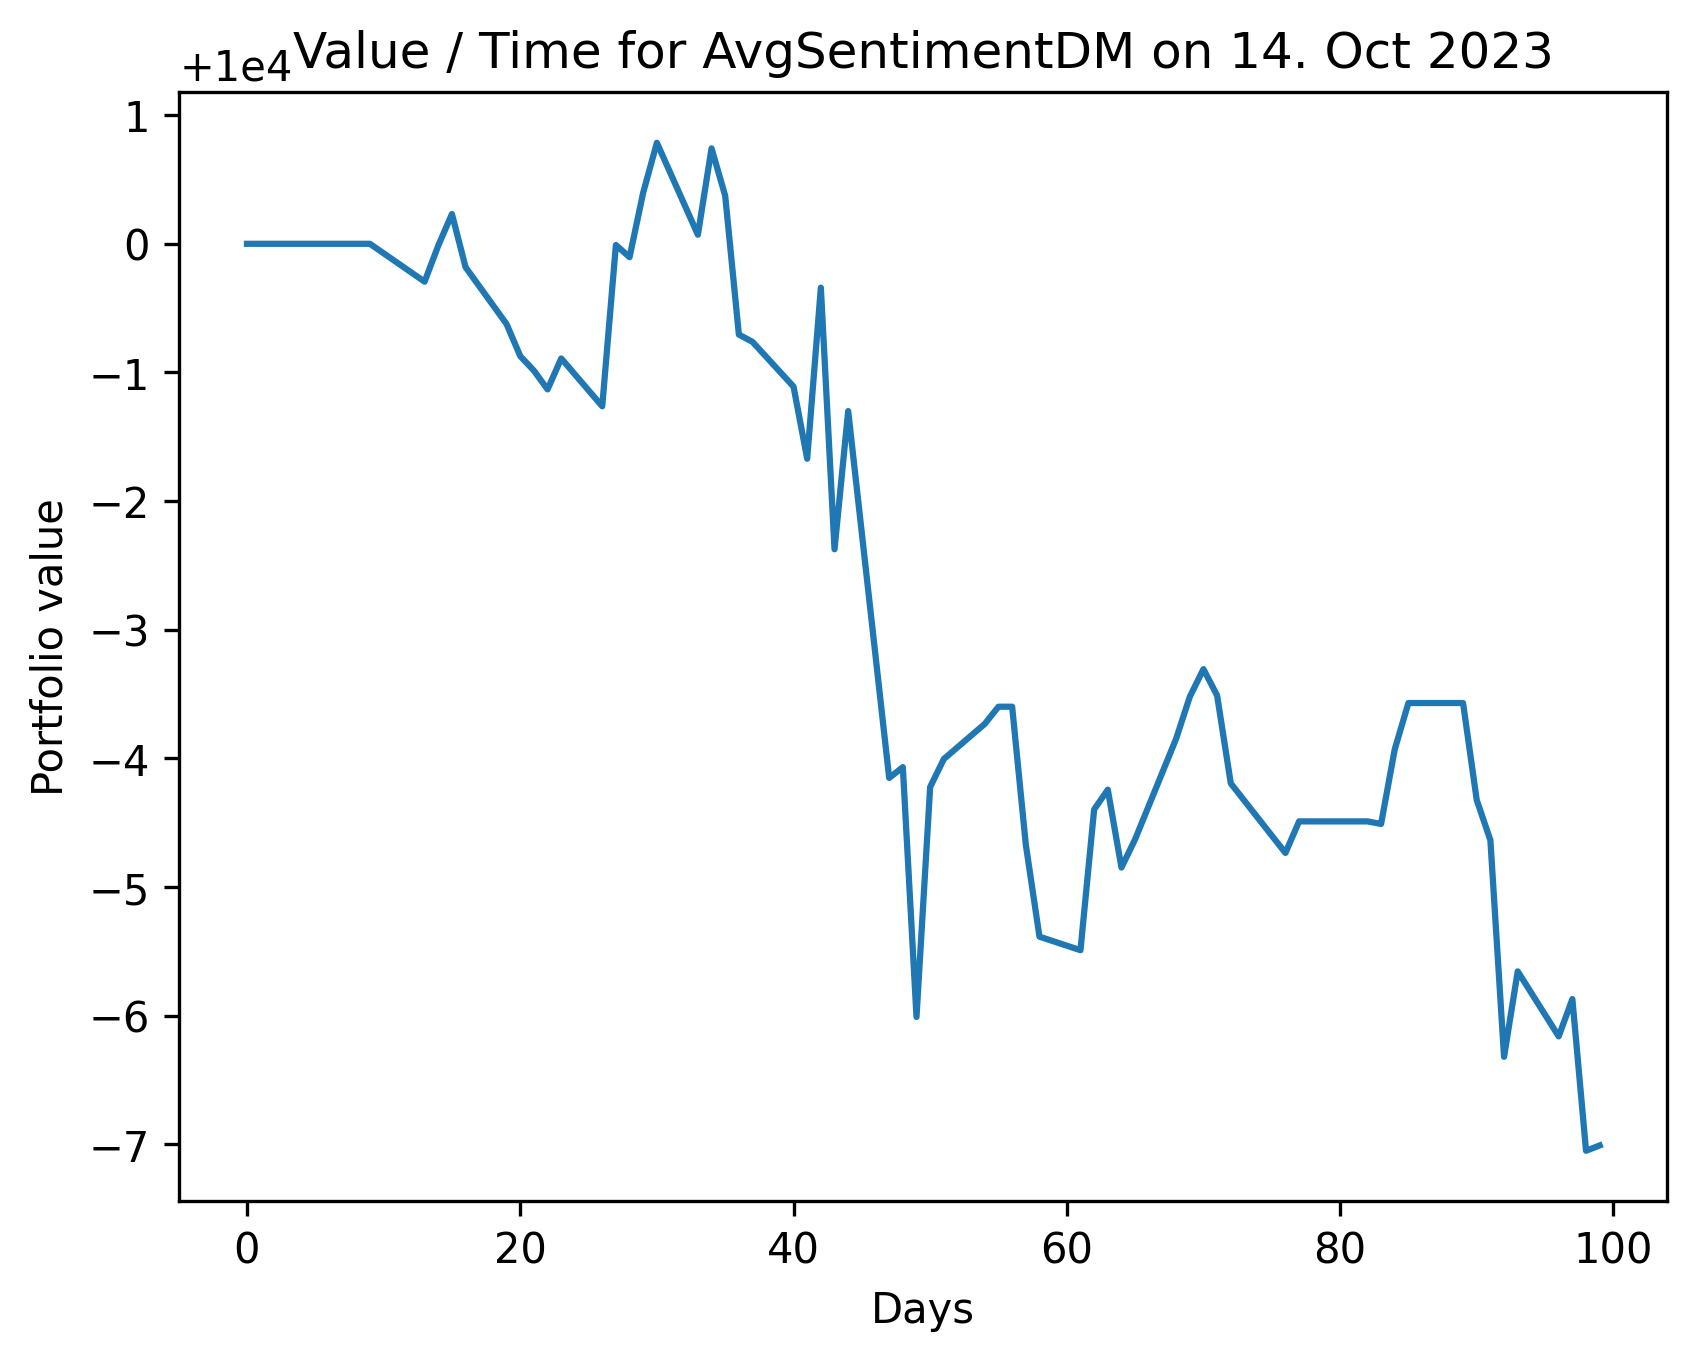 Value / Time for AvgSentimentDM on 14. Oct 2023
+1e4
1
0
−1
−2
−3
−4
−5
−6
−7
Portfolio value
0 20 40 60 80 100
Days